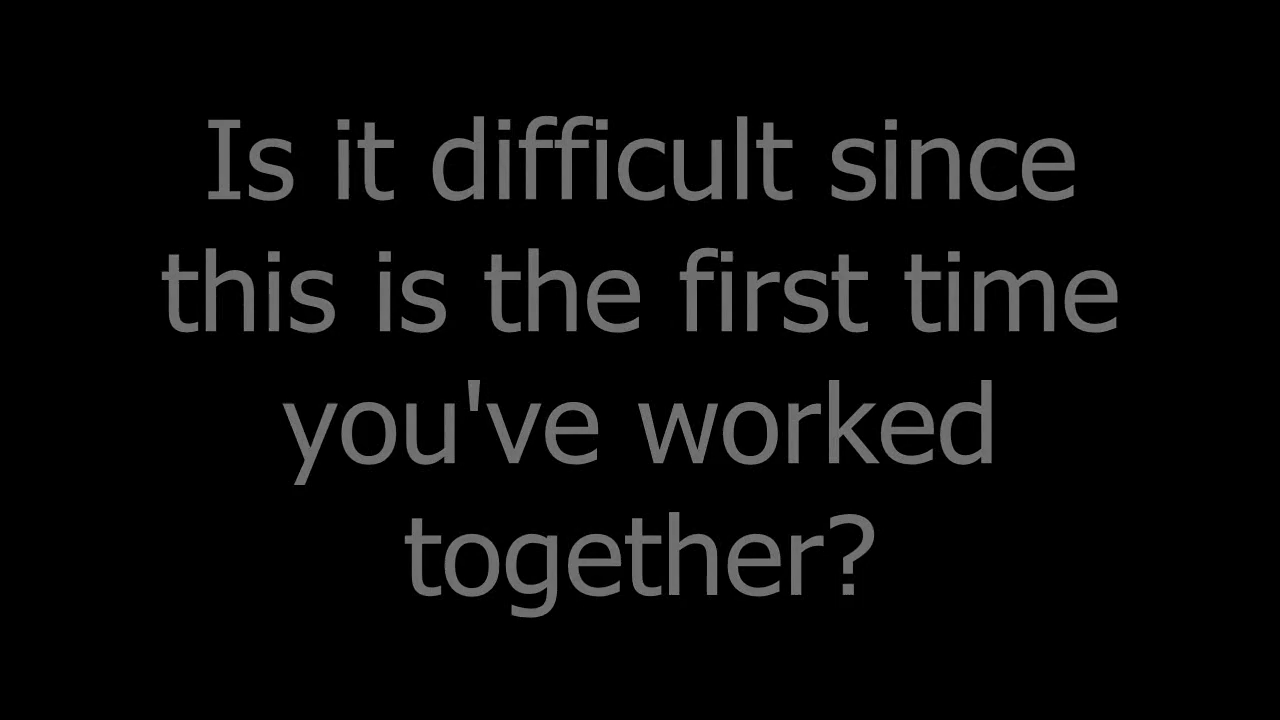 Is it difficult since
this is the first time
you've worked
together?